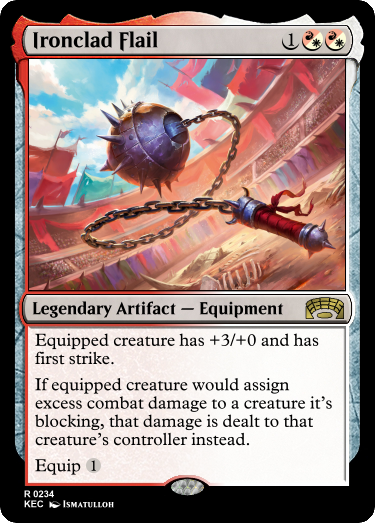 Ironclad Flail 1
Legendary Artifact — Equipment
Equipped creature has +3/+0 and has
first strike.
If equipped creature would assign
excess combat damage to a creature it's
blocking, that damage is dealt to that
creature's controller instead.
Equip 1
R 0234
KEC Ismatulloh